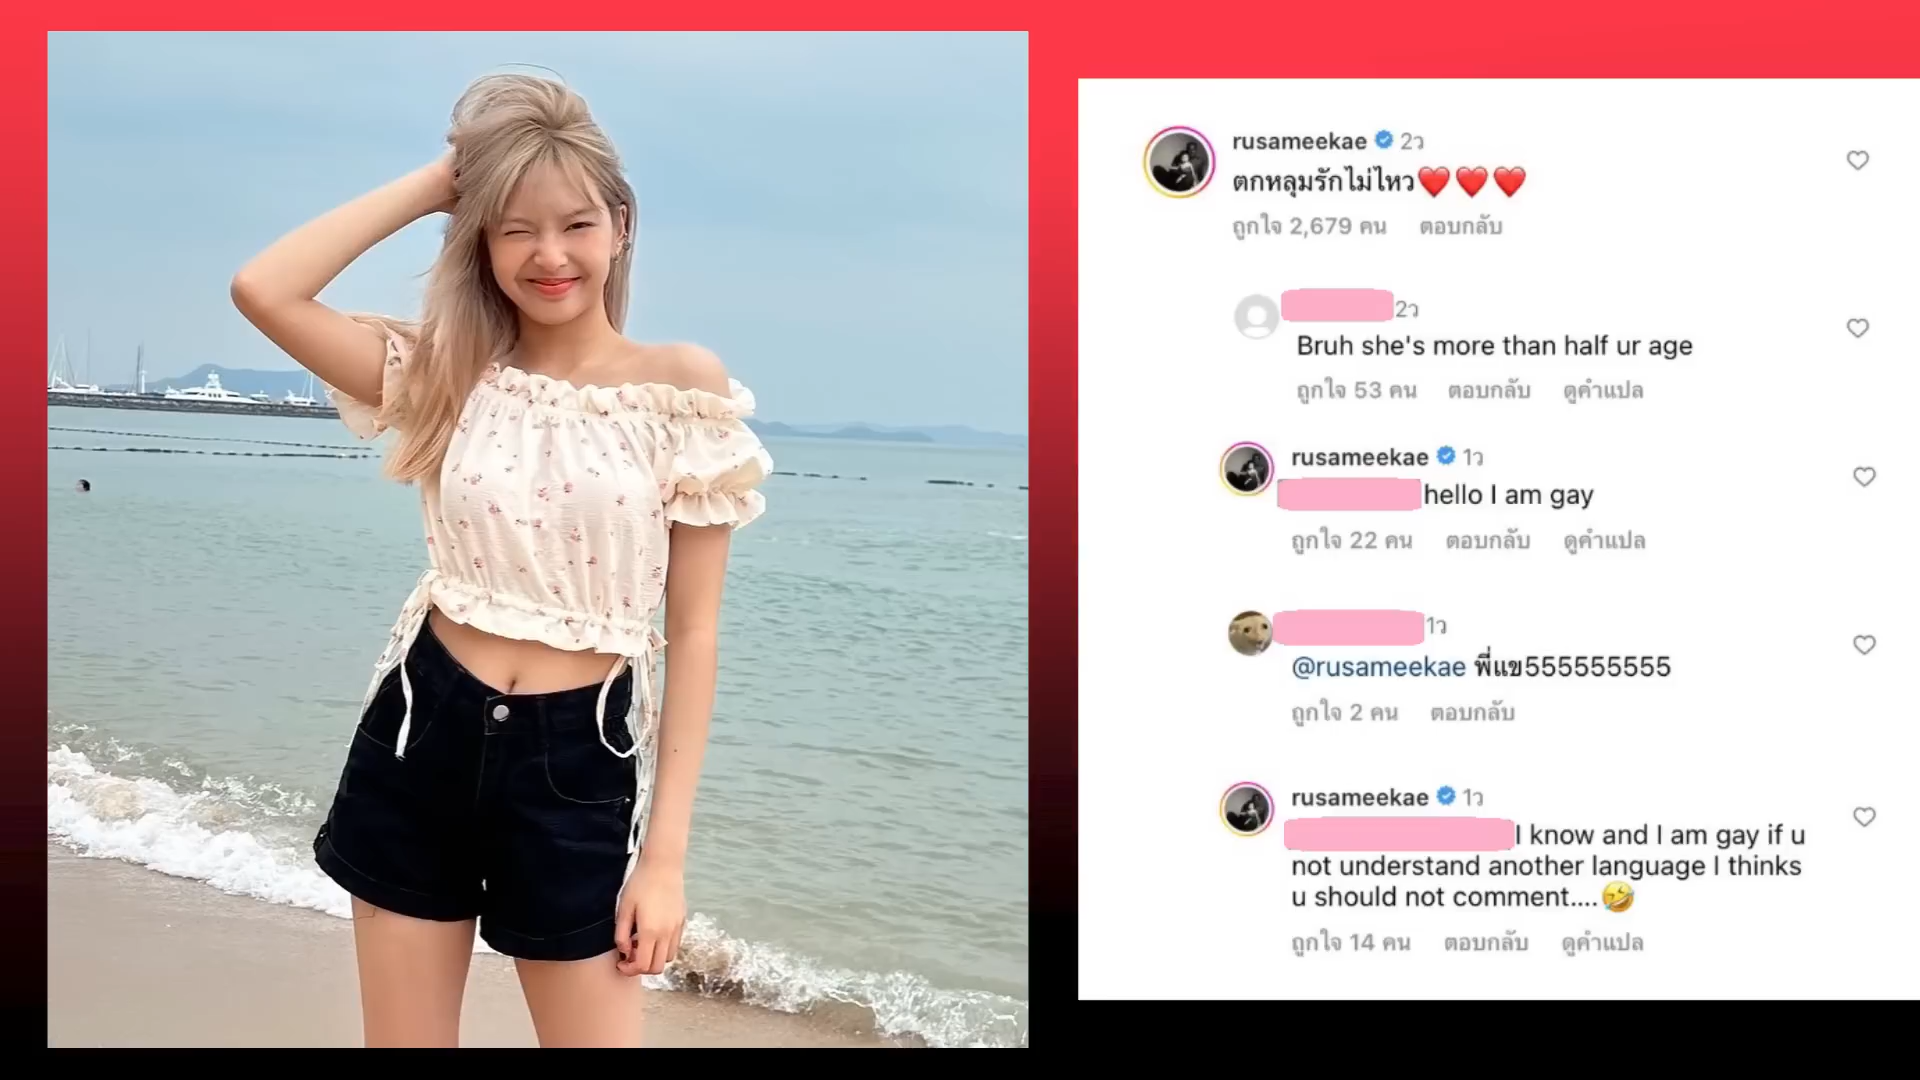 rusameekae 2ว
ตกหลุมรักไม่ไหว❤️❤️❤️
ถูกใจ 2,679 คน ตอบกลับ
2ว
Bruh she's more than half ur age
ถูกใจ 53 คน ตอบกลับ ดูคำแปล
rusameekae 1ว
hello I am gay
ถูกใจ 22 คน ตอบกลับ ดูคำแปล
1ว
@rusameekae พี่แข555555555
ถูกใจ 2 คน ตอบกลับ
rusameekae 1ว
I know and I am gay if u
not understand another language I thinks
u should not comment....🤣
ถูกใจ 14 คน ตอบกลับ ดูคำแปล